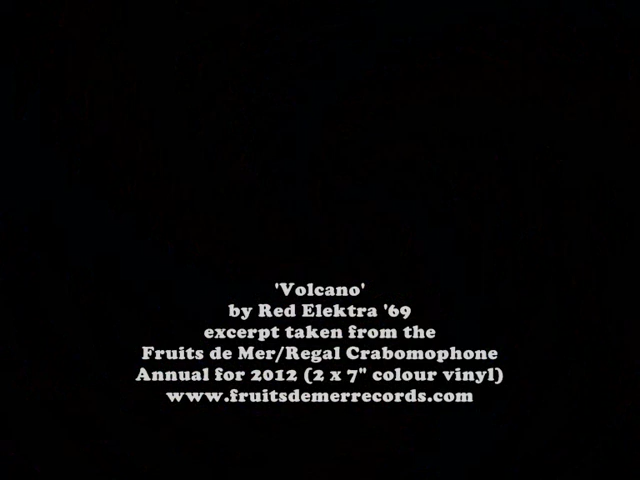 'Volcano'
by Red Elektra '69
excerpt taken from the
Fruits de Mer/Regal Crabomophone
Annual for 2012 (2 x 7" colour vinyl)
www.fruitsdemerrecords.com